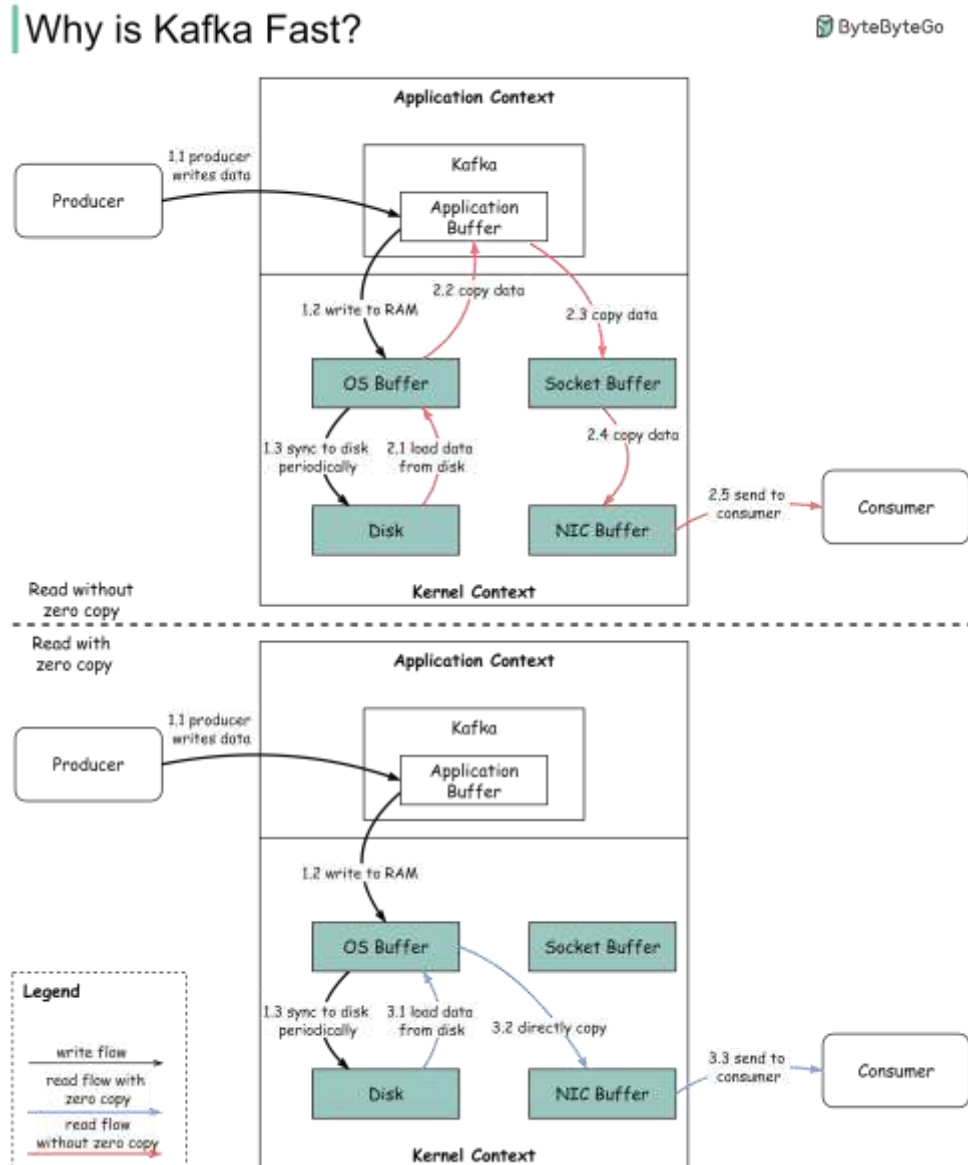 Why is Kafka Fast?
ByteByteGo
Application Context
Kafka
Application
Buffer
Producer
1.1 producer
writes data
1.2 write to RAM
2.2 copy data
2.3 copy data
OS Buffer
Socket Buffer
1.3 sync to disk
periodically
2.1 load data
from disk
2.4 copy data
Disk
NIC Buffer
2.5 send to
consumer
Consumer
Kernel Context
Read without
zero copy
Read with
zero copy
Application Context
Kafka
Application
Buffer
Producer
1.1 producer
writes data
1.2 write to RAM
OS Buffer
Socket Buffer
1.3 sync to disk
periodically
3.1 load data
from disk
3.2 directly copy
Disk
NIC Buffer
3.3 send to
consumer
Consumer
Kernel Context
Legend
write flow
read flow with
zero copy
read flow
without zero copy